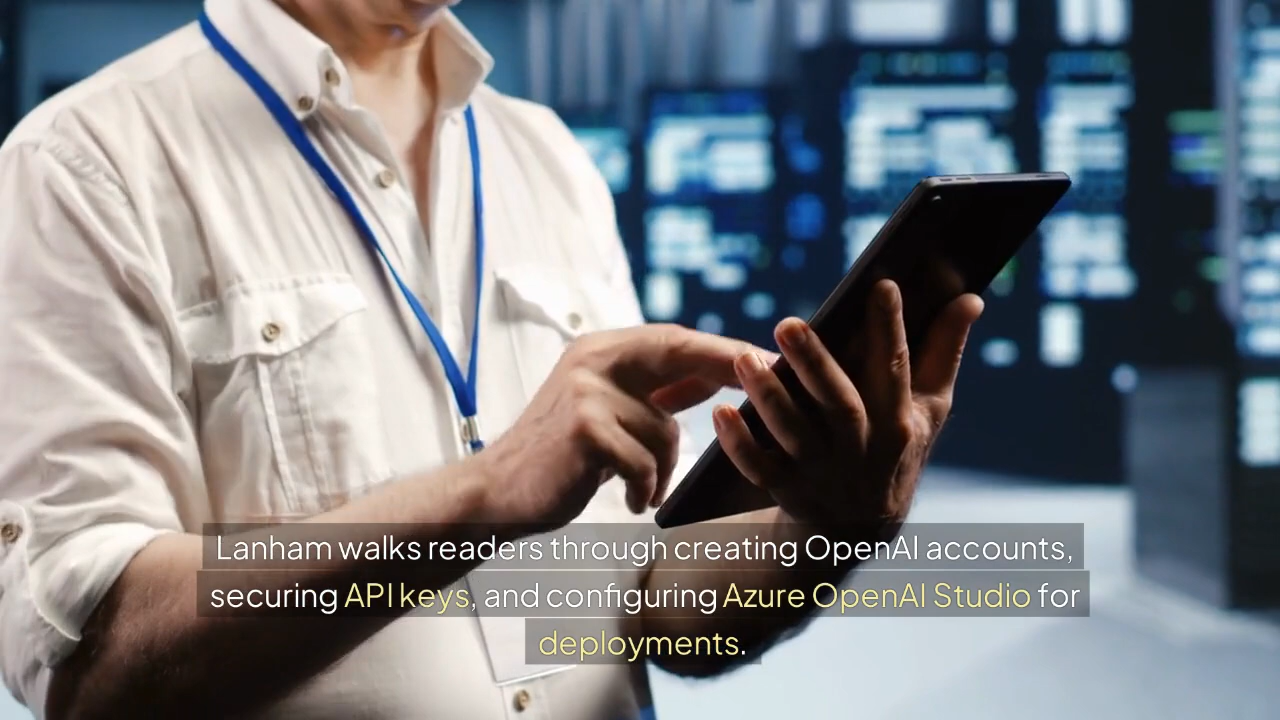 Lanham walks readers through creating OpenAI accounts,
securing API keys, and configuring Azure OpenAI Studio for
deployments.